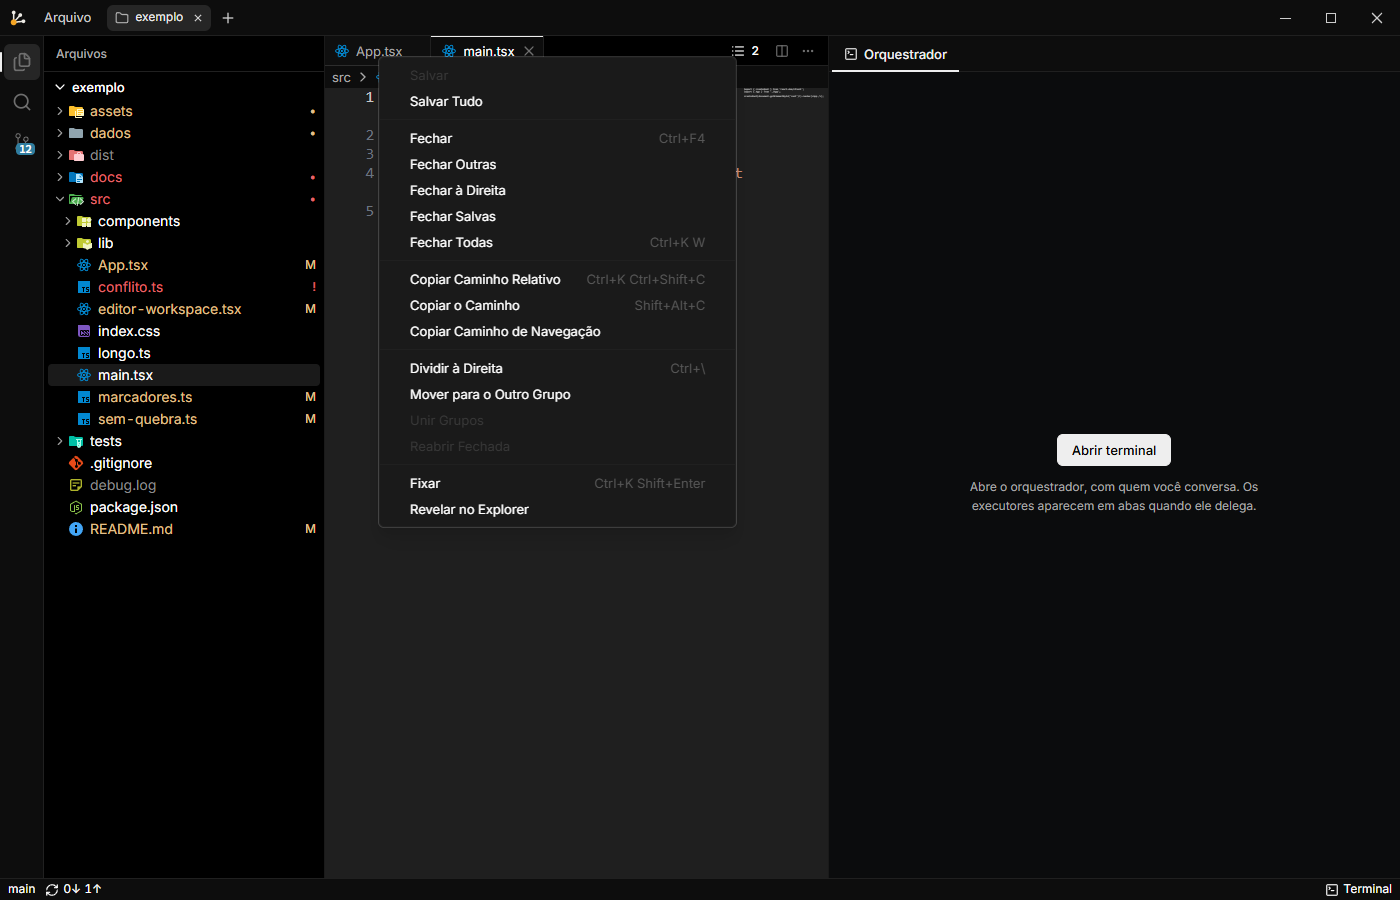 Arquivo
exemplo
Arquivos
exemplo
assets
dados
dist
docs
src
components
lib
App.tsx M
conflito.ts !
editor-workspace.tsx M
index.css
longo.ts
main.tsx
marcadores.ts M
sem-quebra.ts M
tests
.gitignore
debug.log
package.json
README.md M
12
App.tsx
main.tsx
2
src
1
2
3
4
5
t
Salvar
Salvar Tudo
Fechar Ctrl+F4
Fechar Outras
Fechar à Direita
Fechar Salvas
Fechar Todas Ctrl+K W
Copiar Caminho Relativo Ctrl+K Ctrl+Shift+C
Copiar o Caminho Shift+Alt+C
Copiar Caminho de Navegação
Dividir à Direita Ctrl+\
Mover para o Outro Grupo
Unir Grupos
Reabrir Fechada
Fixar Ctrl+K Shift+Enter
Revelar no Explorer
Orquestrador
Abrir terminal
Abre o orquestrador, com quem você conversa. Os
executores aparecem em abas quando ele delega.
main 0↓ 1↑
Terminal